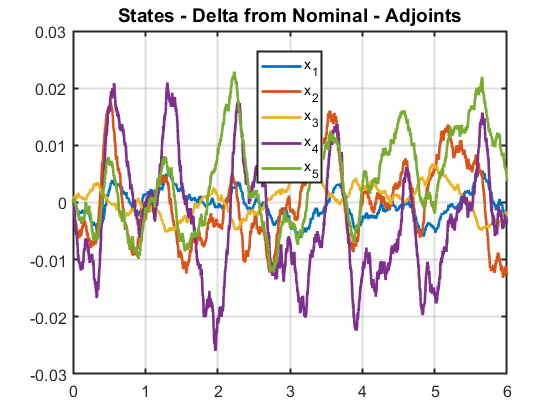 States - Delta from Nominal - Adjoints
0.03
0.02
0.01
0
-0.01
-0.02
-0.03
x1
x2
x3
x4
x5
0 1 2 3 4 5 6